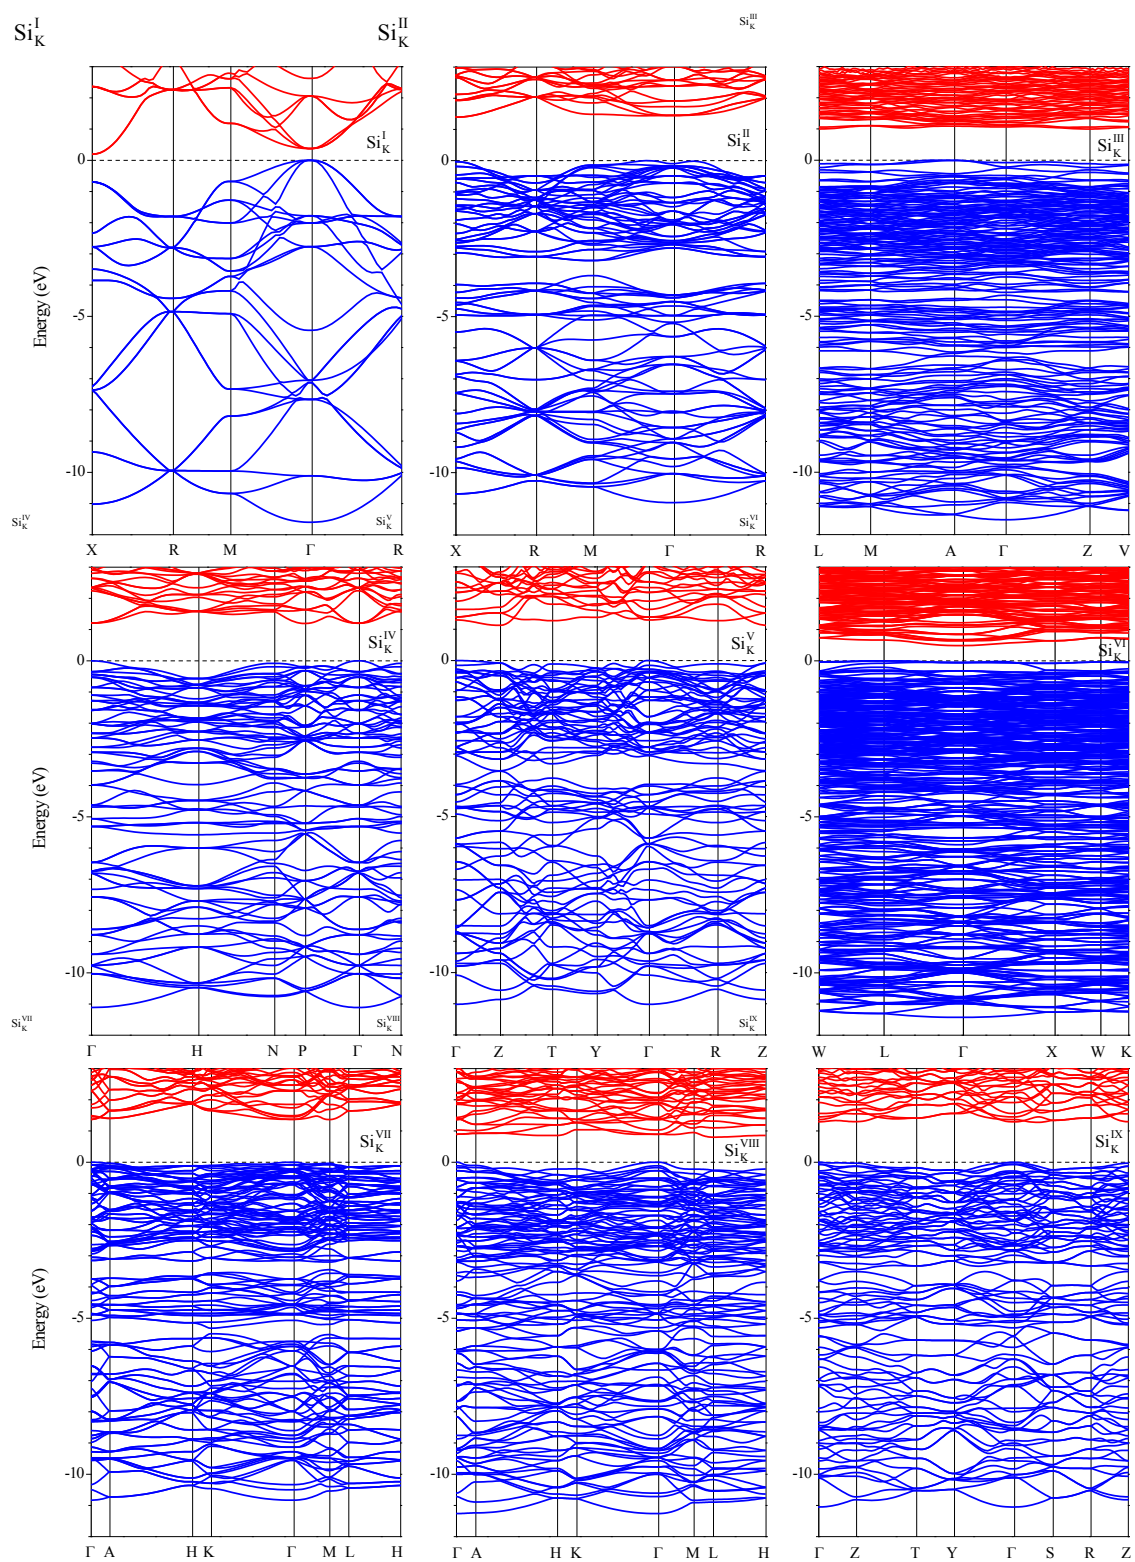 Si_K^I Si_K^II Si_K^III
Si_K^I Si_K^II Si_K^III
0 0 0
Energy (eV)
-5 -5 -5
-10 -10 -10
Si_K^IV Si_K^V Si_K^VI
X R M Γ R X R M Γ R L M A Γ Z V
Si_K^IV Si_K^V Si_K^VI
0 0 0
Energy (eV)
-5 -5 -5
-10 -10 -10
Si_K^VII Si_K^VIII Si_K^IX
Γ H N P Γ N Γ Z T Y Γ R Z W L Γ X W K
Si_K^VII Si_K^VIII Si_K^IX
0 0 0
Energy (eV)
-5 -5 -5
-10 -10 -10
Γ A H K Γ M L H Γ A H K Γ M L H Γ Z T Y Γ S R Z